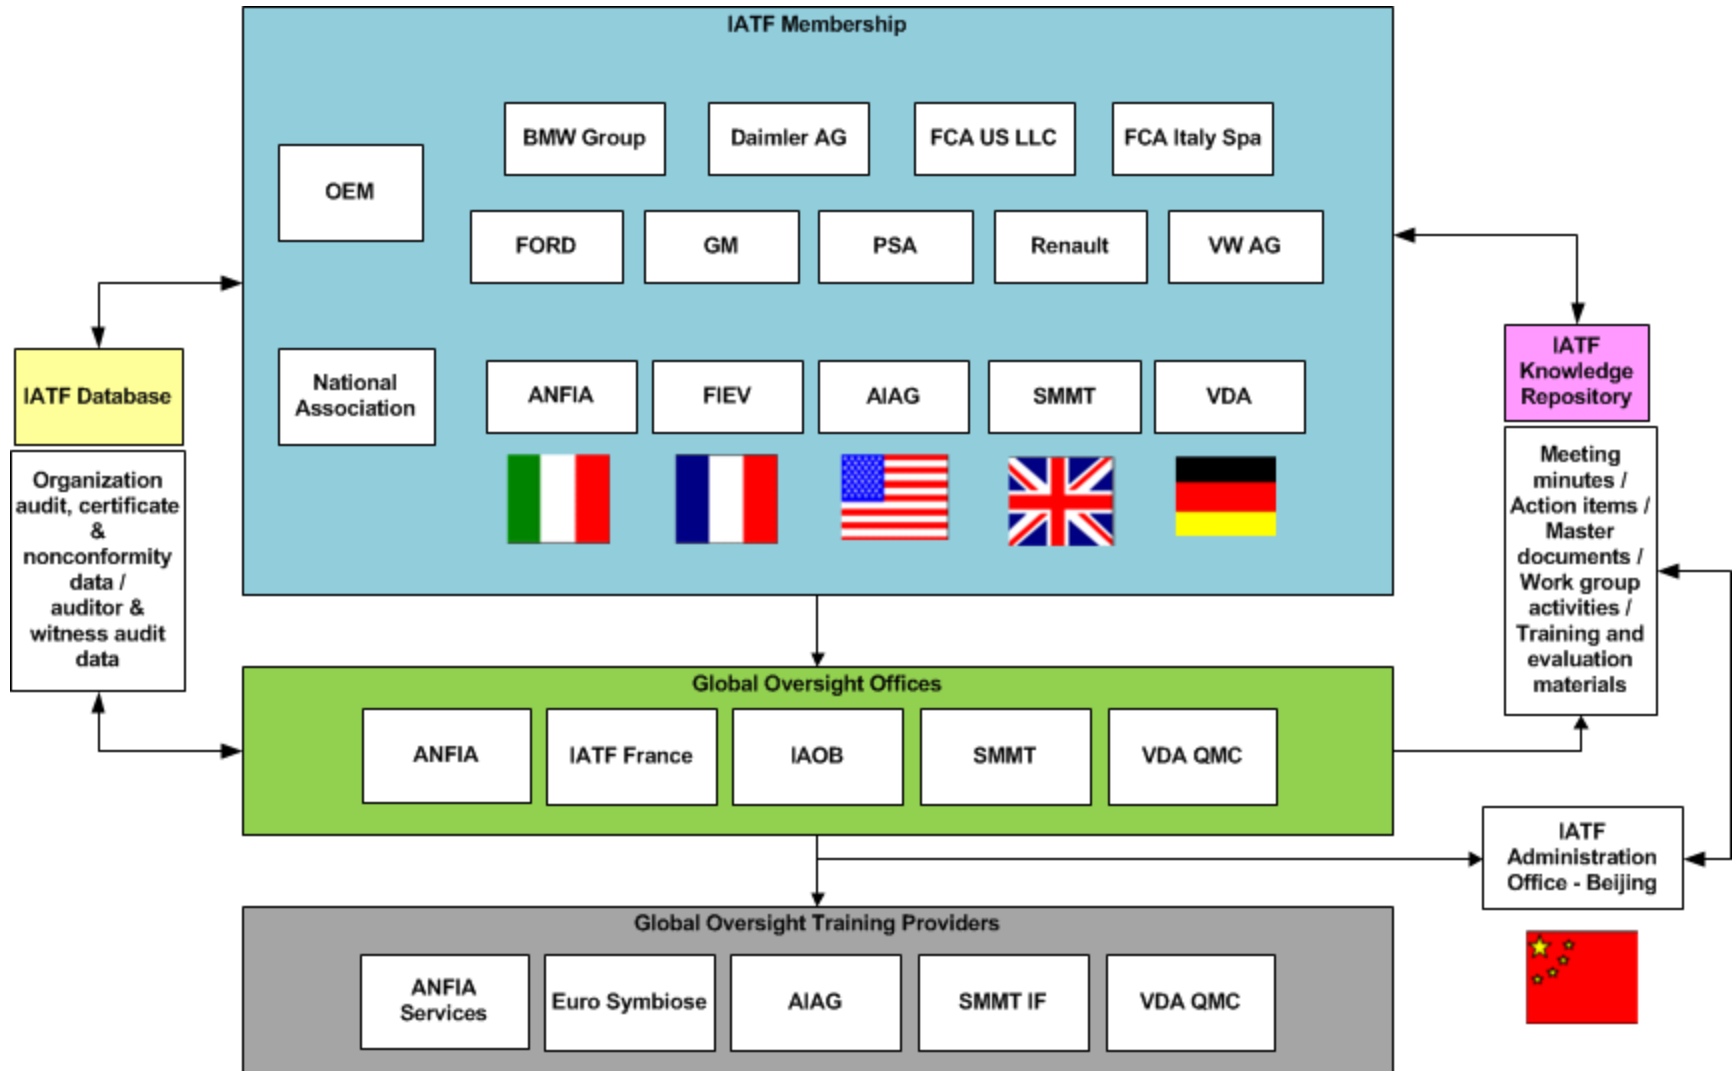 IATF Membership
BMW Group
Daimler AG
FCA US LLC
FCA Italy Spa
OEM
FORD
GM
PSA
Renault
VW AG
National
Association
ANFIA
FIEV
AIAG
SMMT
VDA
IATF Database
Organization
audit, certificate
&
nonconformity
data /
auditor &
witness audit
data
IATF
Knowledge
Repository
Meeting
minutes /
Action items /
Master
documents /
Work group
activities /
Training and
evaluation
materials
Global Oversight Offices
ANFIA
IATF France
IAOB
SMMT
VDA QMC
IATF
Administration
Office - Beijing
Global Oversight Training Providers
ANFIA
Services
Euro Symbiose
AIAG
SMMT IF
VDA QMC